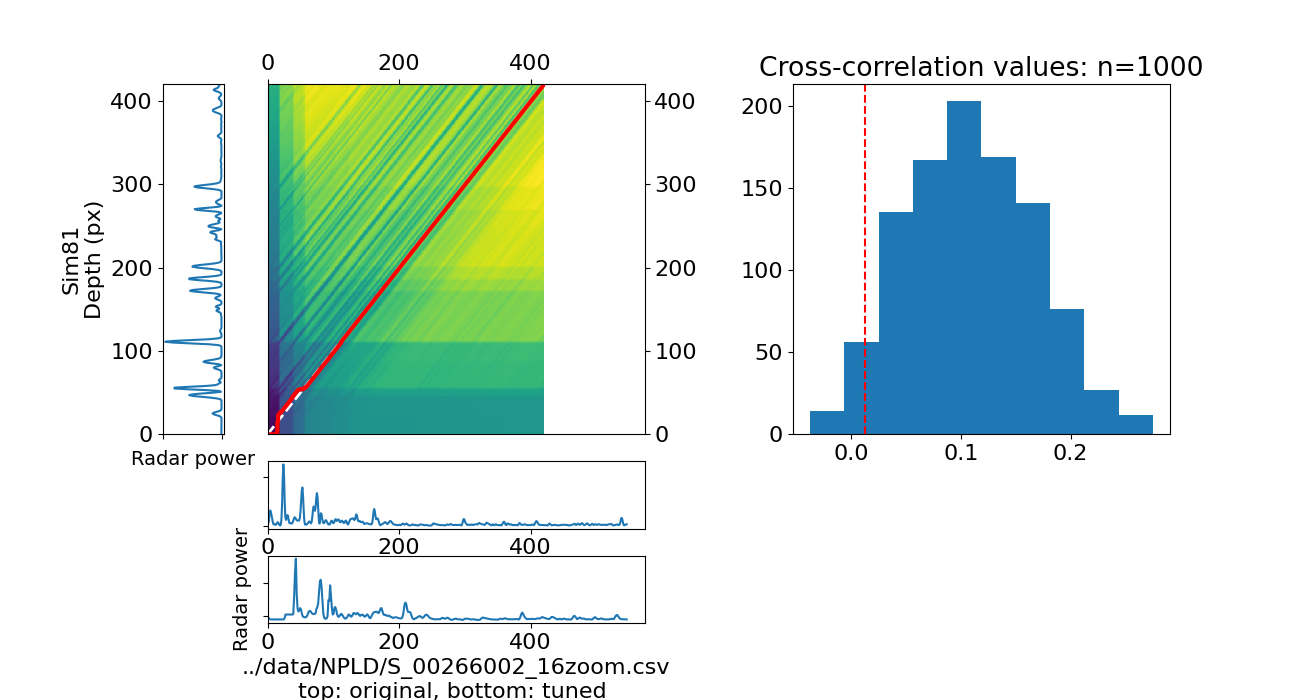 Cross-correlation values: n=1000
0 200 400
400
300
200
100
0
Sim81
Depth (px)
Radar power
400
300
200
100
0
200
150
100
50
0
0.0 0.1 0.2
0 200 400
Radar power
0 200 400
../data/NPLD/S_00266002_16zoom.csv
top: original, bottom: tuned